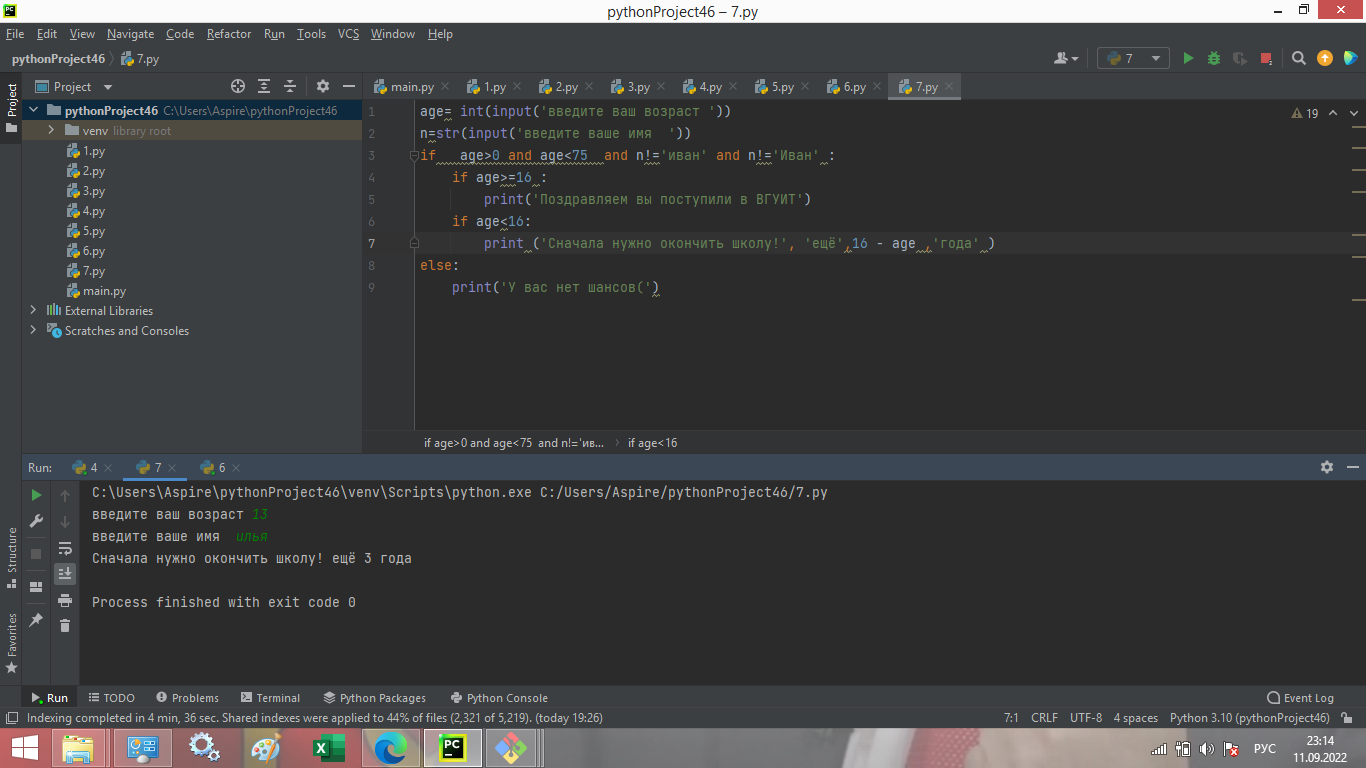 pythonProject46 – 7.py
File Edit View Navigate Code Refactor Run Tools VCS Window Help
pythonProject46 7.py
7
Project
Project
main.py 1.py 2.py 3.py 4.py 5.py 6.py 7.py
pythonProject46 C:\Users\Aspire\pythonProject46
venv library root
1.py
2.py
3.py
4.py
5.py
6.py
7.py
main.py
External Libraries
Scratches and Consoles
19
1 age= int(input('введите ваш возраст '))
2 n=str(input('введите ваше имя  '))
3 if   age>0 and age<75  and n!='иван' and n!='Иван' :
4     if age>=16 :
5         print('Поздравляем вы поступили в ВГУИТ')
6     if age<16:
7         print ('Сначала нужно окончить школу!', 'ещё',16 - age ,'года' )
8 else:
9     print('У вас нет шансов(')
if age>0 and age<75  and n!='ив... if age<16
Run: 4 7 6
C:\Users\Aspire\pythonProject46\venv\Scripts\python.exe C:/Users/Aspire/pythonProject46/7.py
введите ваш возраст 13
введите ваше имя  илья
Сначала нужно окончить школу! ещё 3 года
Process finished with exit code 0
Structure
Favorites
Run TODO Problems Terminal Python Packages Python Console Event Log
Indexing completed in 4 min, 36 sec. Shared indexes were applied to 44% of files (2,321 of 5,219). (today 19:26) 7:1 CRLF UTF-8 4 spaces Python 3.10 (pythonProject46)
PC
РУС
23:14
11.09.2022